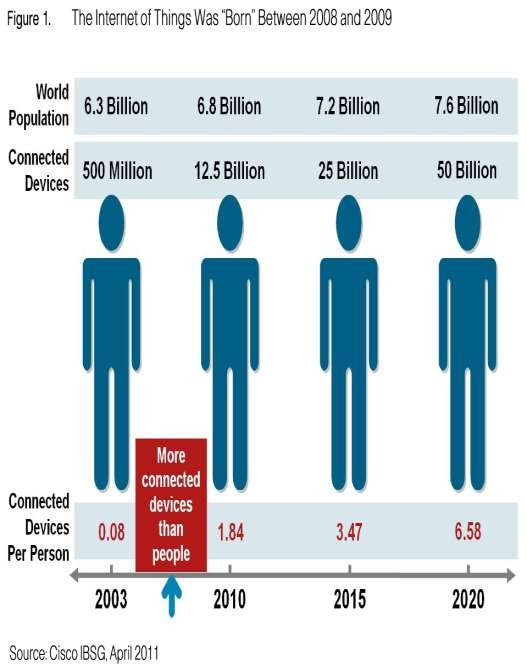 Figure 1. The Internet of Things Was "Born" Between 2008 and 2009
World
Population
6.3 Billion 6.8 Billion 7.2 Billion 7.6 Billion
Connected
Devices
500 Million 12.5 Billion 25 Billion 50 Billion
More
connected
devices
than
people
Connected
Devices
Per Person
0.08 1.84 3.47 6.58
2003 2010 2015 2020
Source: Cisco IBSG, April 2011